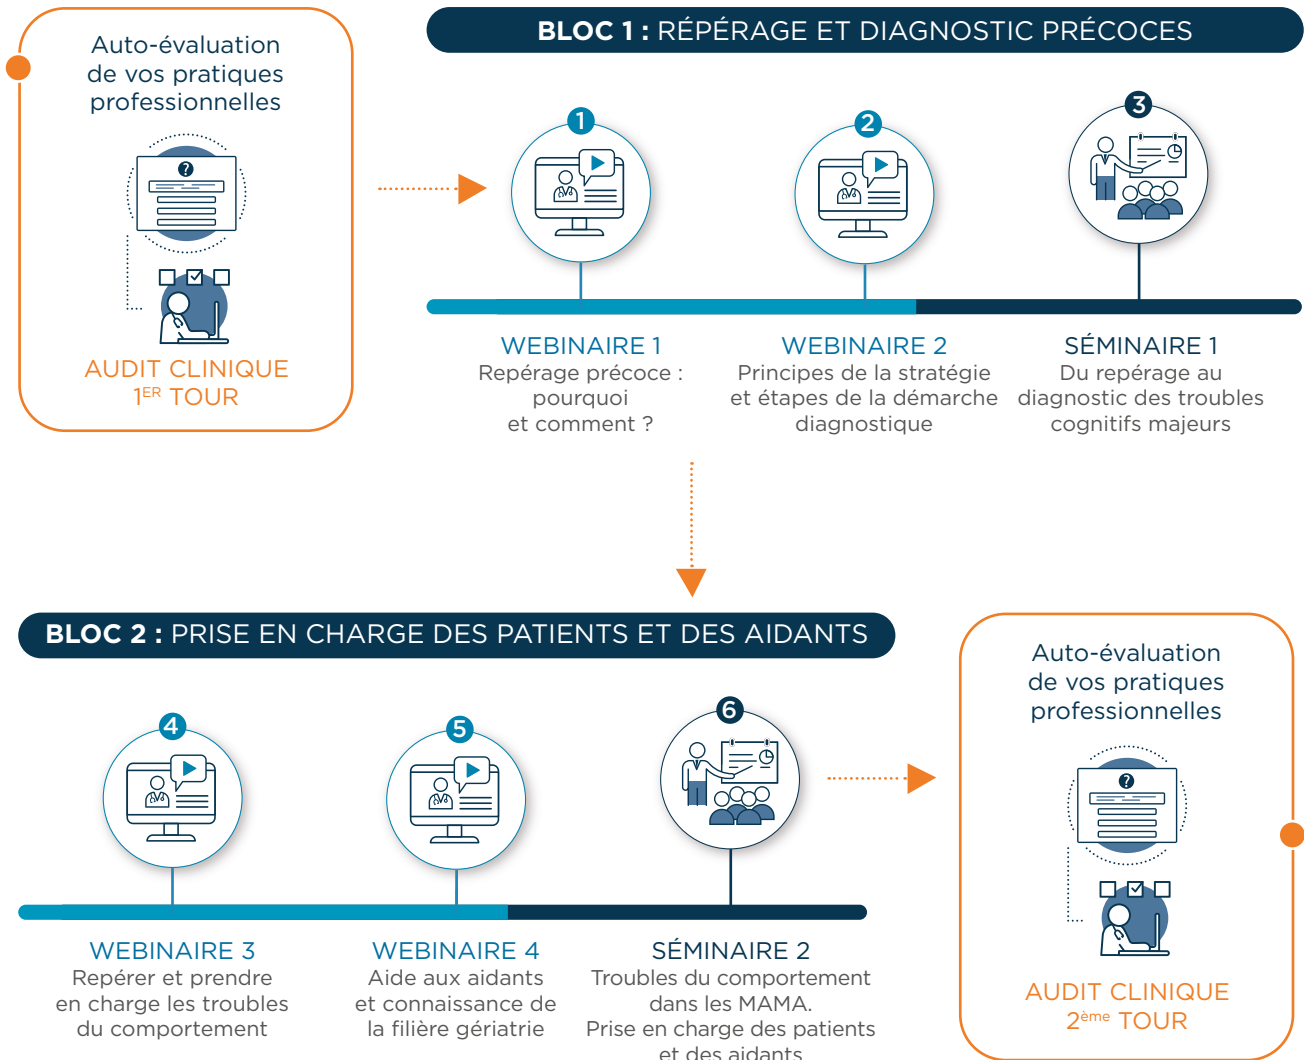 Auto-évaluation
de vos pratiques
professionnelles
?
AUDIT CLINIQUE
1ER TOUR
BLOC 1 : RÉPÉRAGE ET DIAGNOSTIC PRÉCOCES
1
2
3
WEBINAIRE 1
Repérage précoce :
pourquoi
et comment ?
WEBINAIRE 2
Principes de la stratégie
et étapes de la démarche
diagnostique
SÉMINAIRE 1
Du repérage au
diagnostic des troubles
cognitifs majeurs
BLOC 2 : PRISE EN CHARGE DES PATIENTS ET DES AIDANTS
4
5
6
WEBINAIRE 3
Repérer et prendre
en charge les troubles
du comportement
WEBINAIRE 4
Aide aux aidants
et connaissance de
la filière gériatrie
SÉMINAIRE 2
Troubles du comportement
dans les MAMA.
Prise en charge des patients
et des aidants
Auto-évaluation
de vos pratiques
professionnelles
?
AUDIT CLINIQUE
2ème TOUR